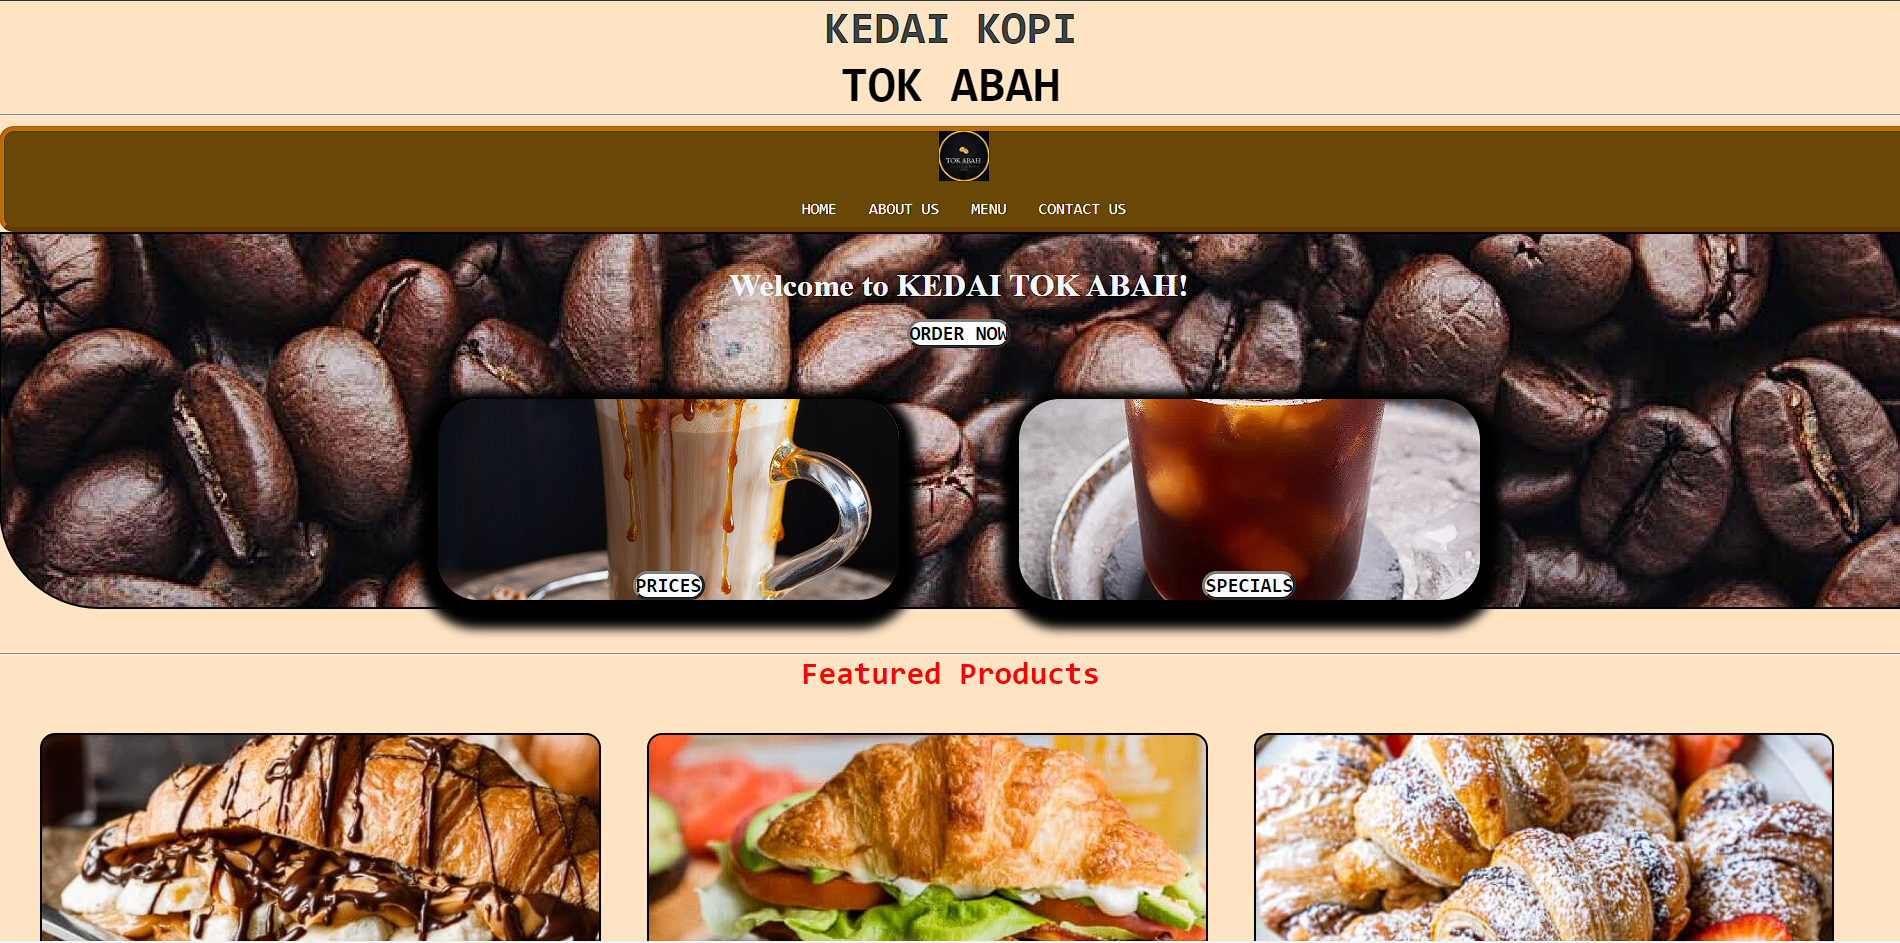 KEDAI KOPI
TOK ABAH
TOK ABAH
HOME ABOUT US MENU CONTACT US
Welcome to KEDAI TOK ABAH!
ORDER NOW
PRICES
SPECIALS
Featured Products